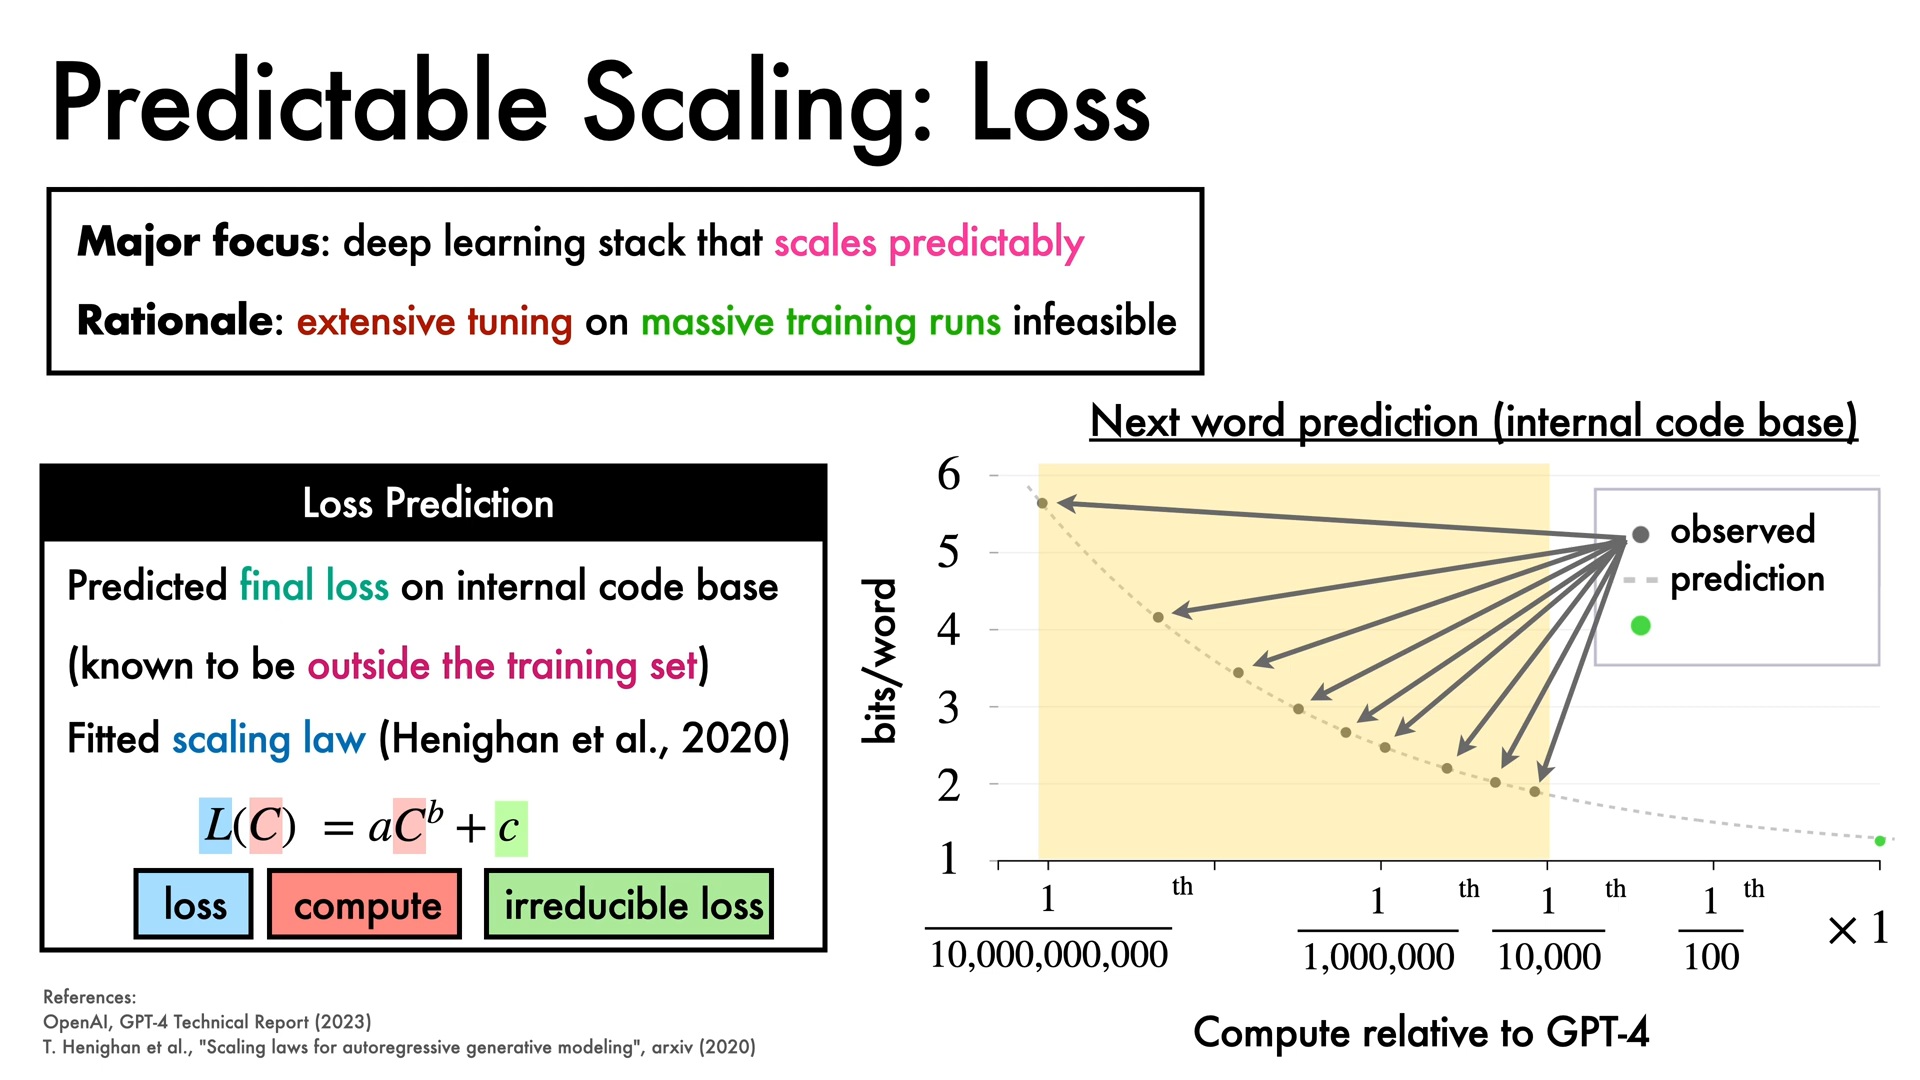 Predictable Scaling: Loss
Major focus: deep learning stack that scales predictably
Rationale: extensive tuning on massive training runs infeasible
Loss Prediction
Predicted final loss on internal code base
(known to be outside the training set)
Fitted scaling law (Henighan et al., 2020)
L(C) = aC^b + c
loss compute irreducible loss
References:
OpenAI, GPT-4 Technical Report (2023)
T. Henighan et al., "Scaling laws for autoregressive generative modeling", arxiv (2020)
Next word prediction (internal code base)
bits/word
6
5
4
3
2
1
observed
prediction
1 th
10,000,000,000
1 th
1,000,000
1 th
10,000
1 th
100
× 1
Compute relative to GPT-4